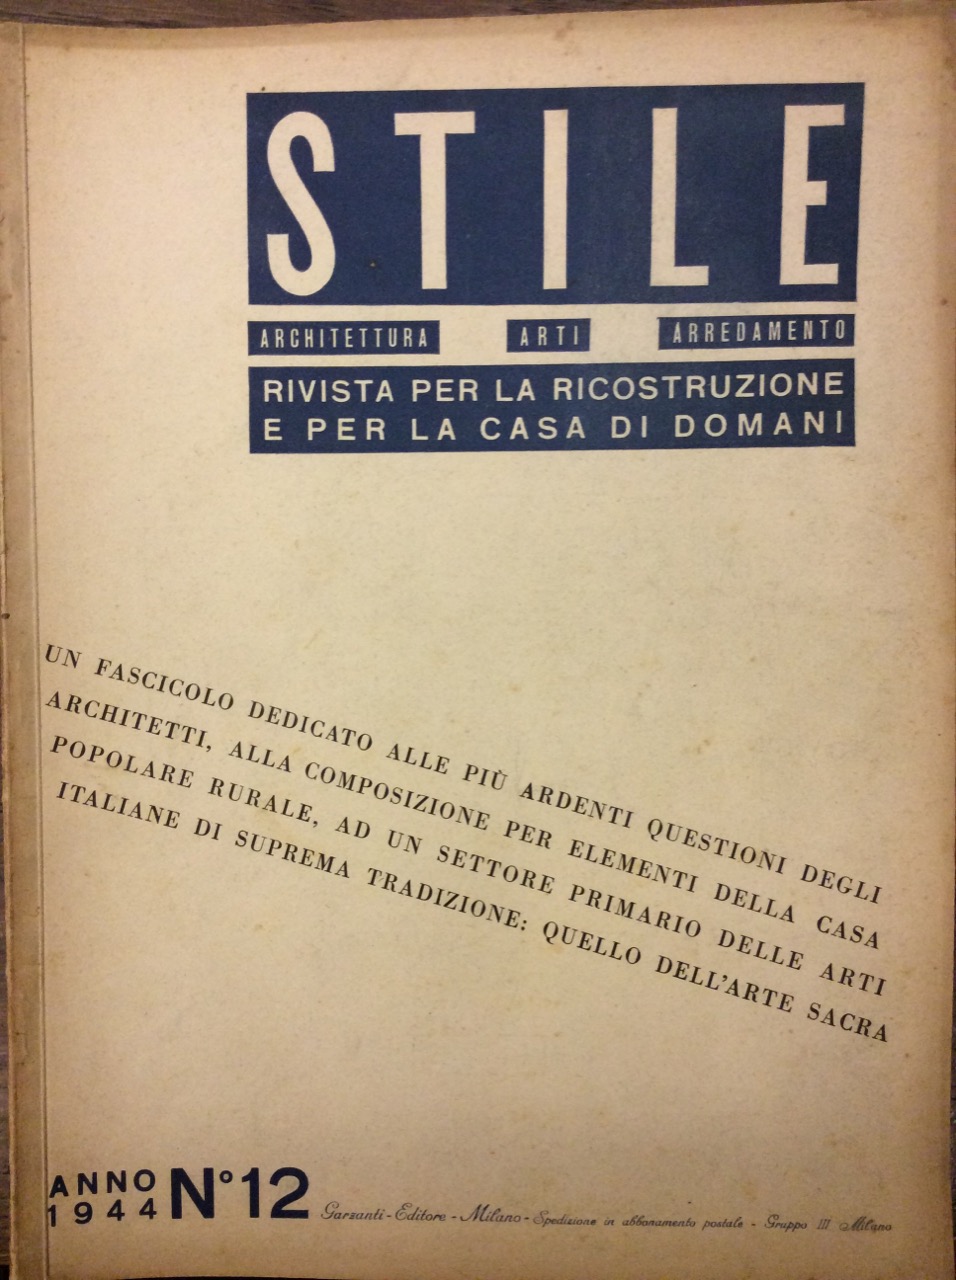 STILE
ARCHITETTURA ARTI ARREDAMENTO
RIVISTA PER LA RICOSTRUZIONE
E PER LA CASA DI DOMANI
UN FASCICOLO DEDICATO ALLE PIÙ ARDENTI QUESTIONI DEGLI
ARCHITETTI, ALLA COMPOSIZIONE PER ELEMENTI DELLA CASA
POPOLARE RURALE, AD UN SETTORE PRIMARIO DELLE ARTI
ITALIANE DI SUPREMA TRADIZIONE: QUELLO DELL'ARTE SACRA
ANNO
1944 N° 12
Garzanti - Editore - Milano - Spedizione in abbonamento postale - Gruppo III Milano